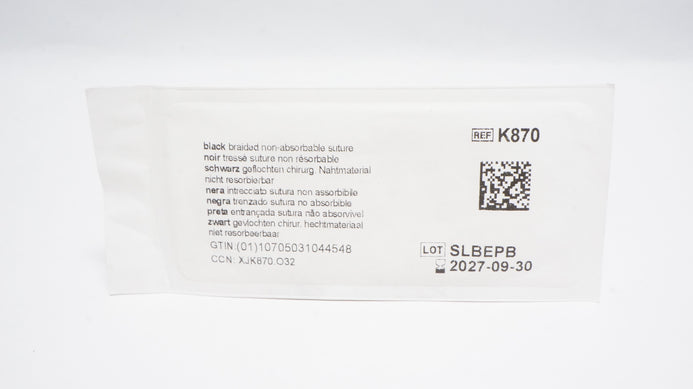 black braided non-absorbable suture
noir tressé suture non résorbable
schwarz geflochten chirurg. Nahtmaterial
nicht resorbierbar
nera intrecciato sutura non assorbibile
negra trenzado sutura no absorbible
preta entrançada sutura não absorvível
zwart gevlochten chirur. hechtmateriaal
niet resorbeerbaar
GTIN:(01)10705031044548
CCN: XJK870.O32
REF K870
LOT SLBEPB
2027-09-30